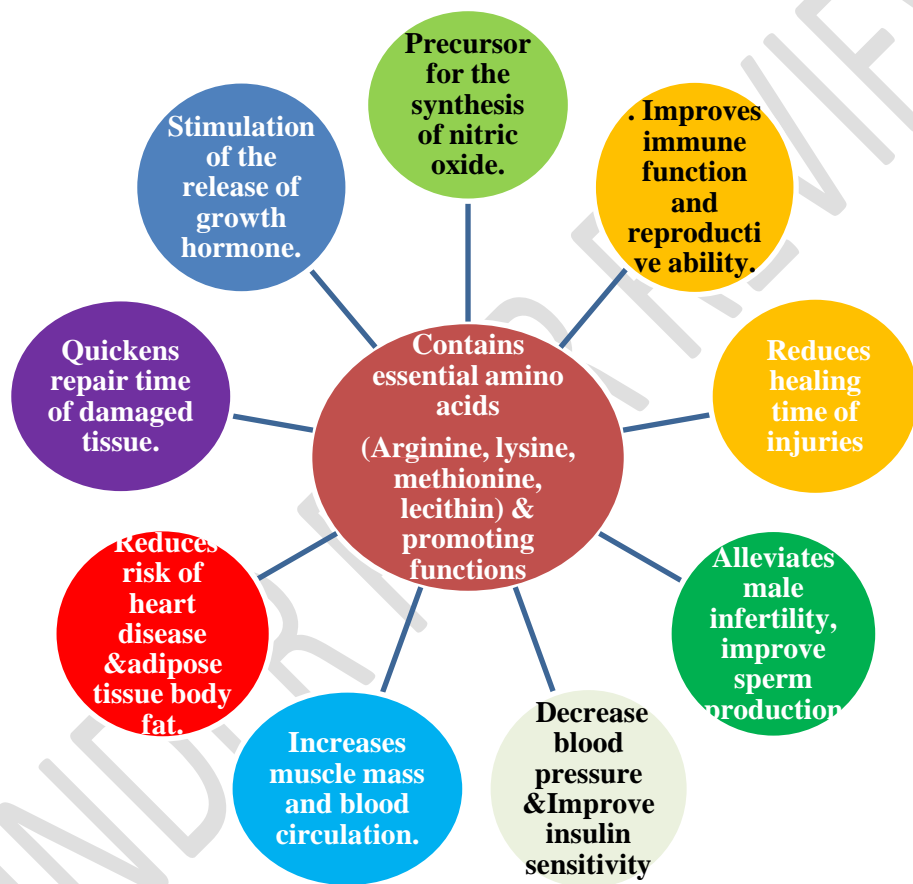 Precursor
for the
synthesis
of nitric
oxide.
. Improves
immune
function
and
reproducti
ve ability.
Reduces
healing
time of
injuries
Alleviates
male
infertility,
improve
sperm
production
Decrease
blood
pressure
&Improve
insulin
sensitivity
Increases
muscle mass
and blood
circulation.
Reduces
risk of
heart
disease
&adipose
tissue body
fat.
Quickens
repair time
of damaged
tissue.
Stimulation
of the
release of
growth
hormone.
Contains
essential amino
acids
(Arginine, lysine,
methionine,
lecithin) &
promoting
functions